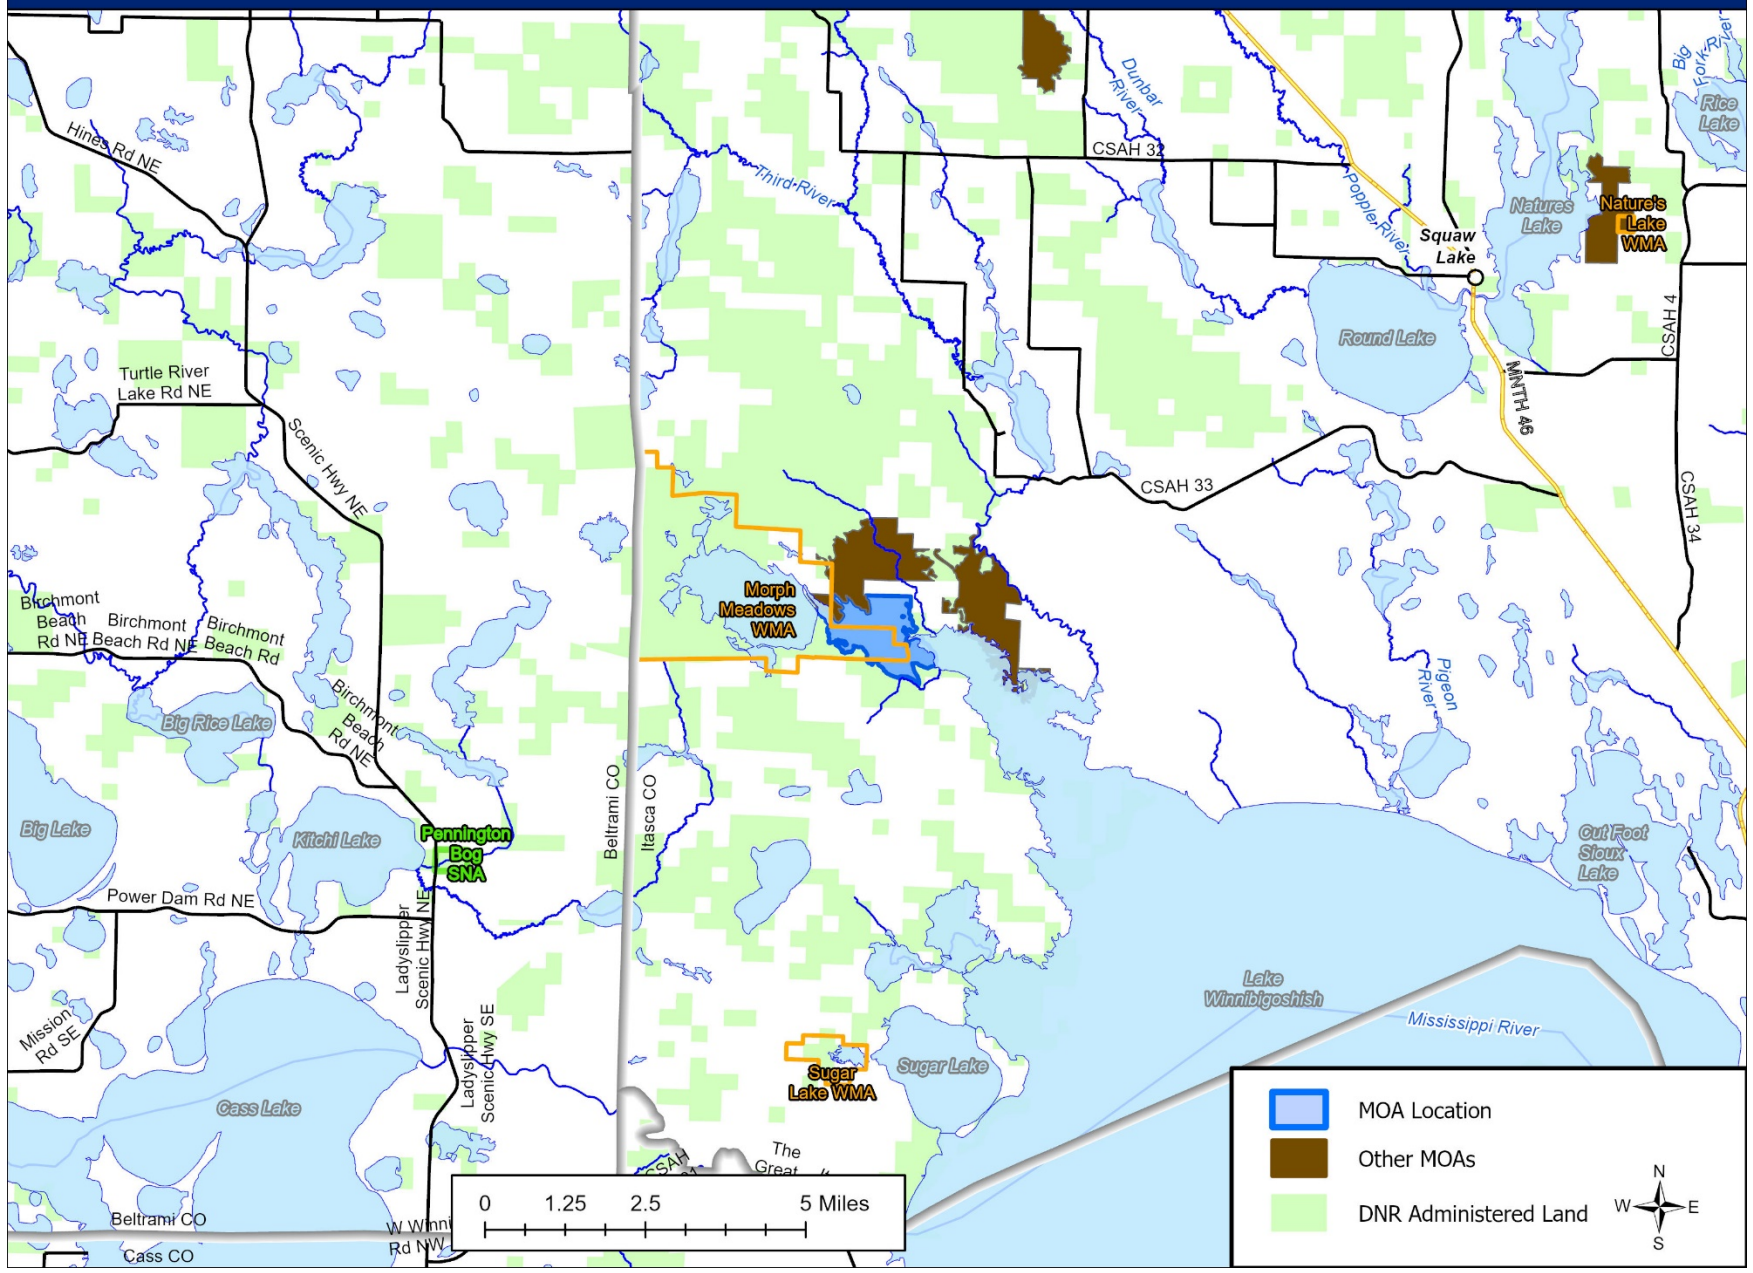 Big
Fork River
Rice
Lake
Dunbar
River
Hines Rd NE
CSAH 32
Third River
Poppler River
Natures
Lake
Nature's
Lake
WMA
Squaw
Lake
Round Lake
CSAH 4
Turtle River
Lake Rd NE
MNTH 46
Scenic Hwy NE
CSAH 33
CSAH 34
Morph
Meadows
WMA
Birchmont
Beach
Rd NE
Birchmont
Beach Rd NE
Birchmont
Beach Rd
Birchmont
Beach
Rd NE
Big Rice Lake
Pigeon
River
Beltrami CO
Itasca CO
Big Lake
Kitchi Lake
Pennington
Bog
SNA
Cut Foot
Sioux
Lake
Power Dam Rd NE
Ladyslipper
Scenic Hwy NE
Lake
Winnibigoshish
Mississippi River
Mission
Rd SE
Ladyslipper
Scenic Hwy SE
Sugar
Lake WMA
Sugar Lake
Cass Lake
The
Great
CSAH
Beltrami CO
Cass CO
W Winni
Rd NW
0 1.25 2.5 5 Miles
MOA Location
Other MOAs
DNR Administered Land
N
W E
S